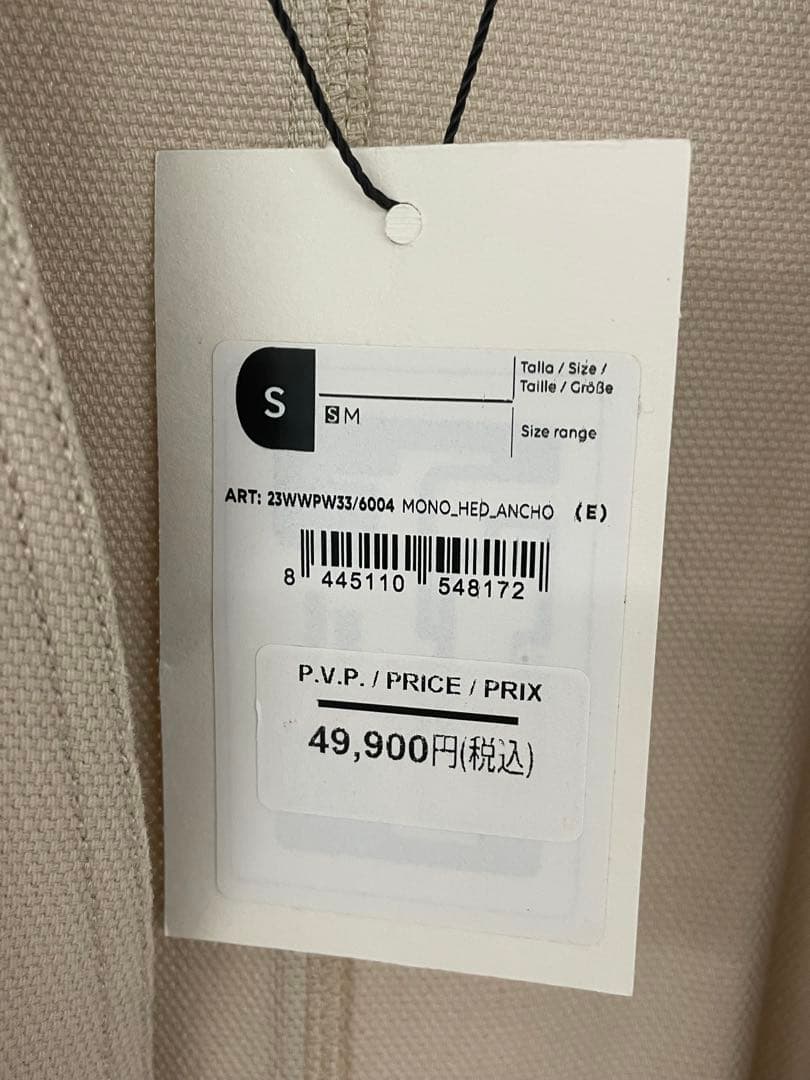 S
Talla / Size /
Taille / Größe
S M
Size range
ART: 23WWPW33/6004 MONO_HED_ANCHO (E)
8 445110 548172
P.V.P. / PRICE / PRIX
49,900円(税込)